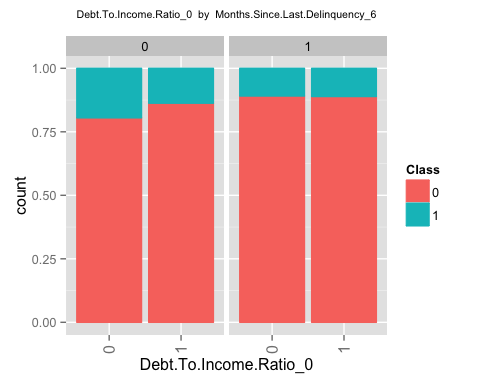 Debt.To.Income.Ratio_0 by Months.Since.Last.Delinquency_6
0 1
1.00
0.75
0.50
0.25
0.00
count
0 1 0 1
Debt.To.Income.Ratio_0
Class
0
1